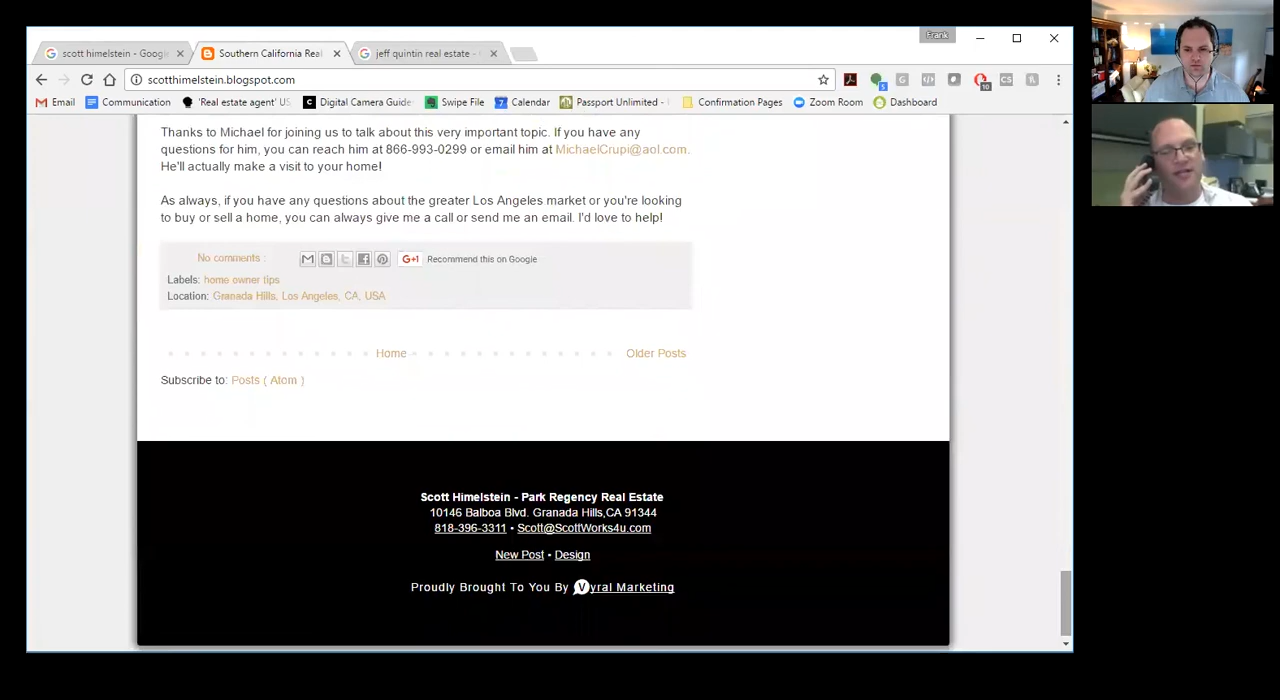 Frank
scott himelstein - Google
Southern California Real
jeff quintin real estate -
scotthimelstein.blogspot.com
Email
Communication
'Real estate agent' US
Digital Camera Guide
Swipe File
Calendar
Passport Unlimited -
Confirmation Pages
Zoom Room
Dashboard
Thanks to Michael for joining us to talk about this very important topic. If you have any
questions for him, you can reach him at 866-993-0299 or email him at MichaelCrupi@aol.com.
He'll actually make a visit to your home!
As always, if you have any questions about the greater Los Angeles market or you're looking
to buy or sell a home, you can always give me a call or send me an email. I'd love to help!
No comments :
G+1 Recommend this on Google
Labels: home owner tips
Location: Granada Hills, Los Angeles, CA, USA
Home
Older Posts
Subscribe to: Posts ( Atom )
Scott Himelstein - Park Regency Real Estate
10146 Balboa Blvd. Granada Hills,CA 91344
818-396-3311 • Scott@ScottWorks4u.com
New Post • Design
Proudly Brought To You By Vyral Marketing